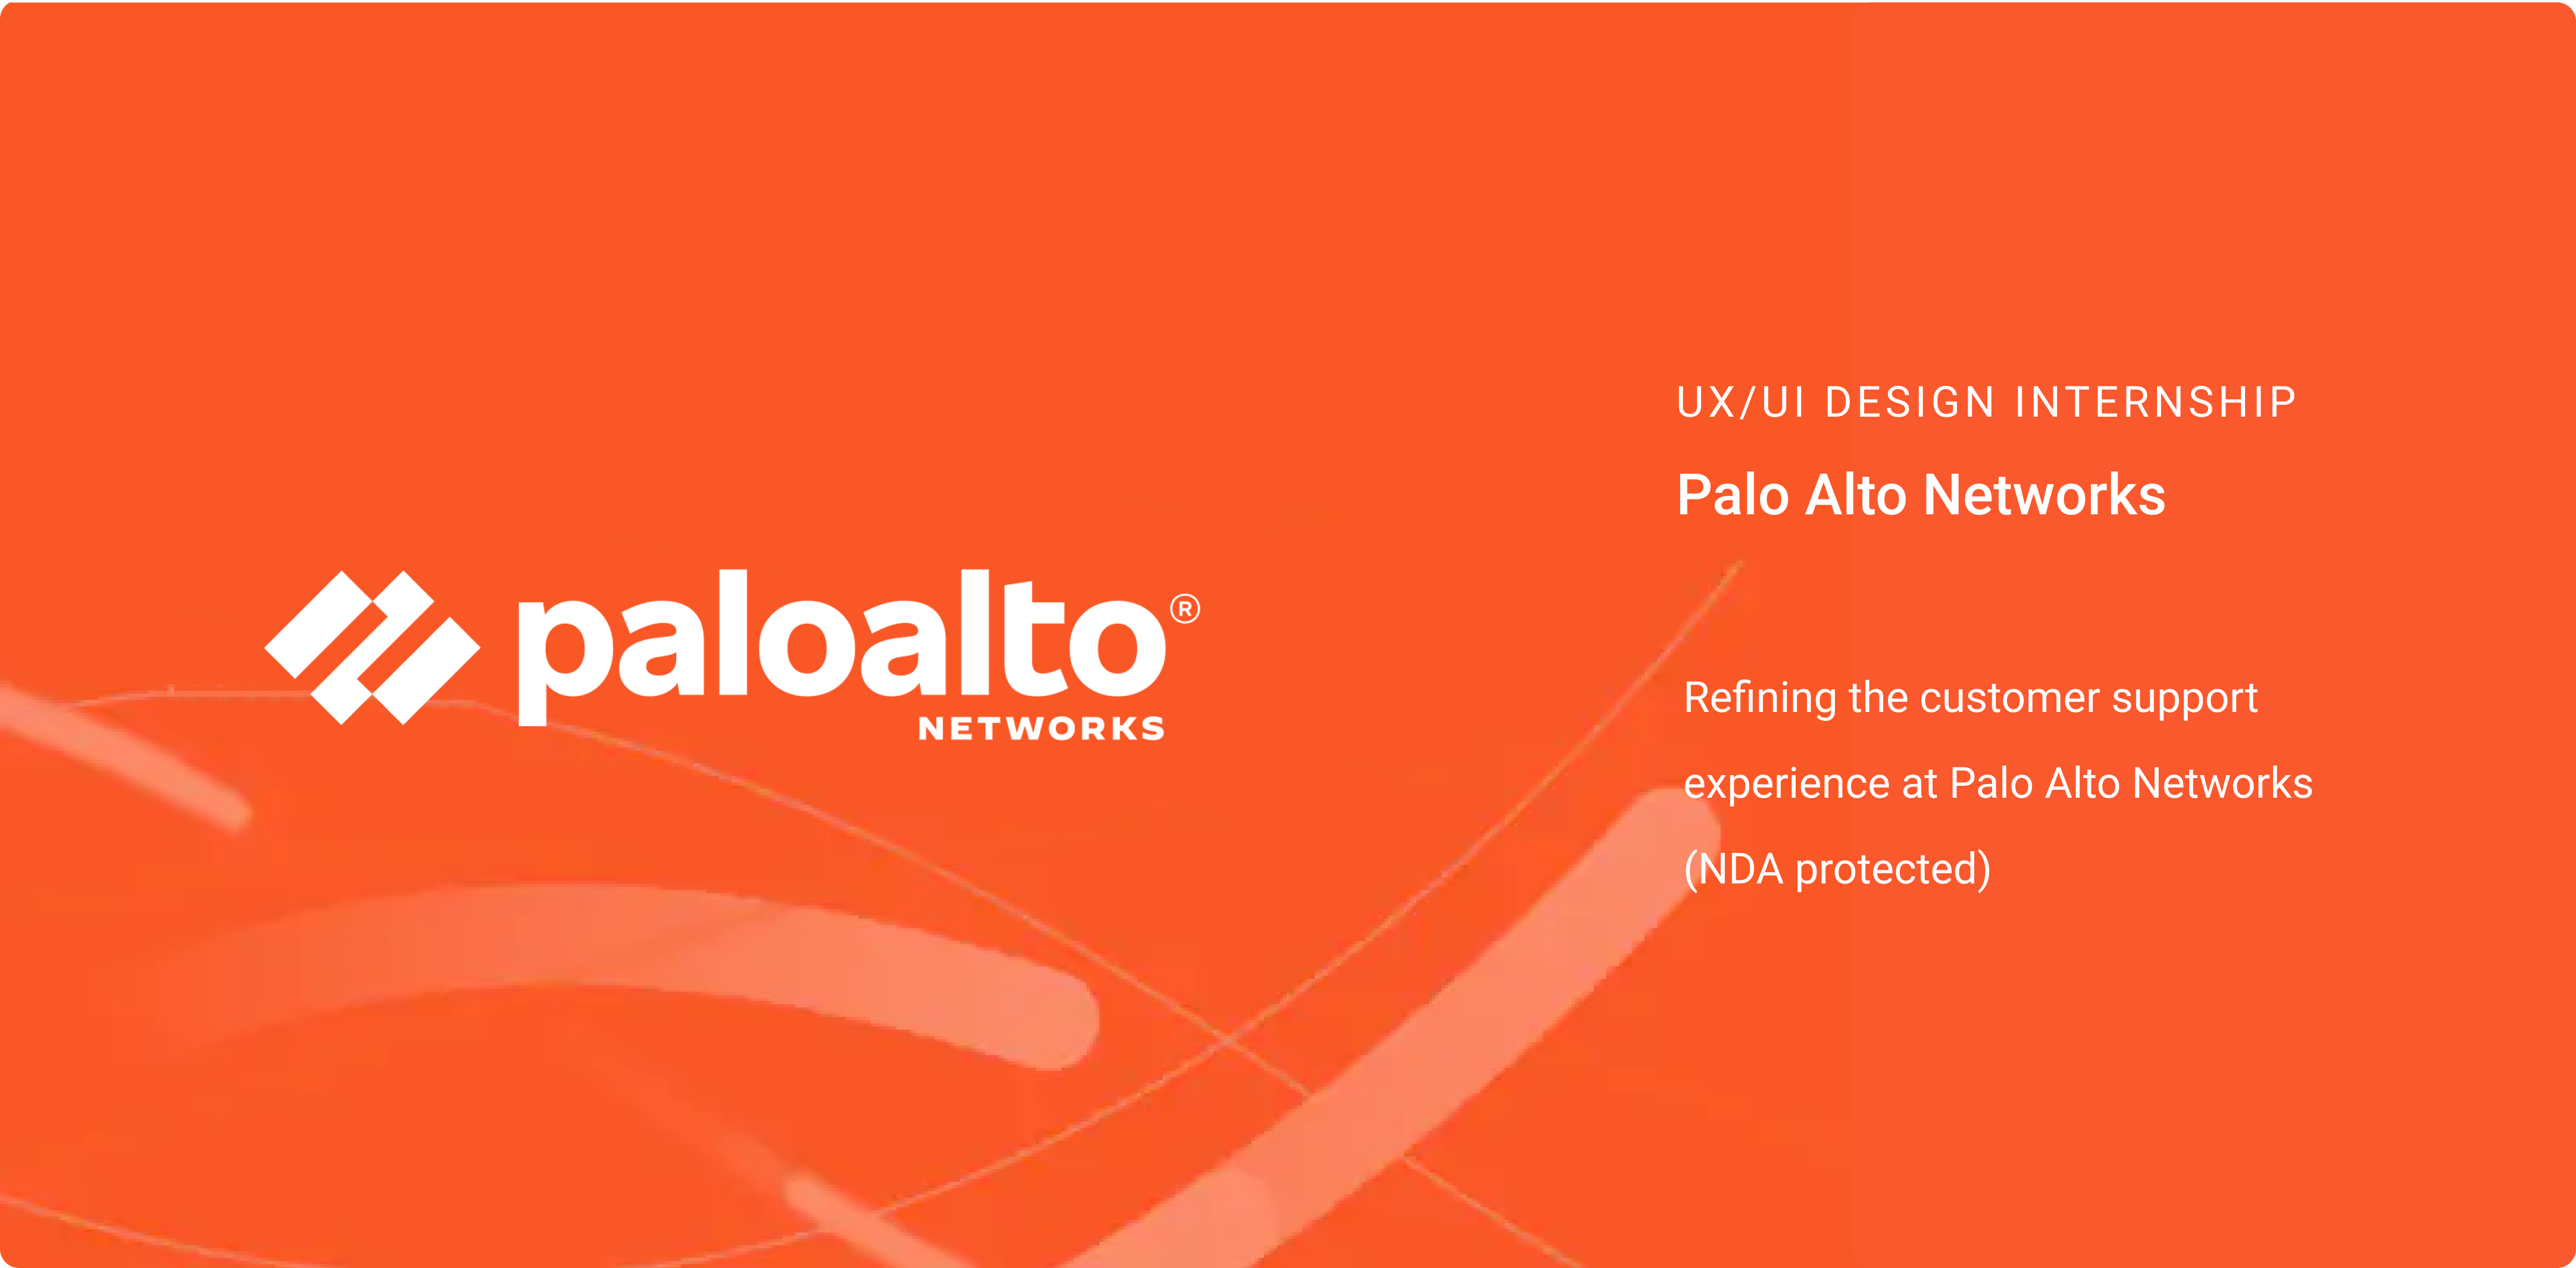 paloalto®
NETWORKS
UX/UI DESIGN INTERNSHIP
Palo Alto Networks
Refining the customer support
experience at Palo Alto Networks
(NDA protected)